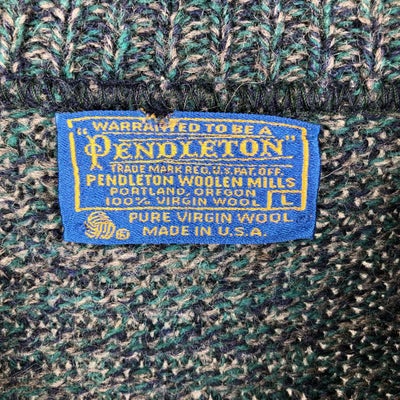 "WARRANTED TO BE A
PENDLETON"
TRADE MARK REG. U.S. PAT. OFF.
PENDLETON WOOLEN MILLS
PORTLAND, OREGON
100% VIRGIN WOOL L
PURE VIRGIN WOOL
® MADE IN U.S.A.